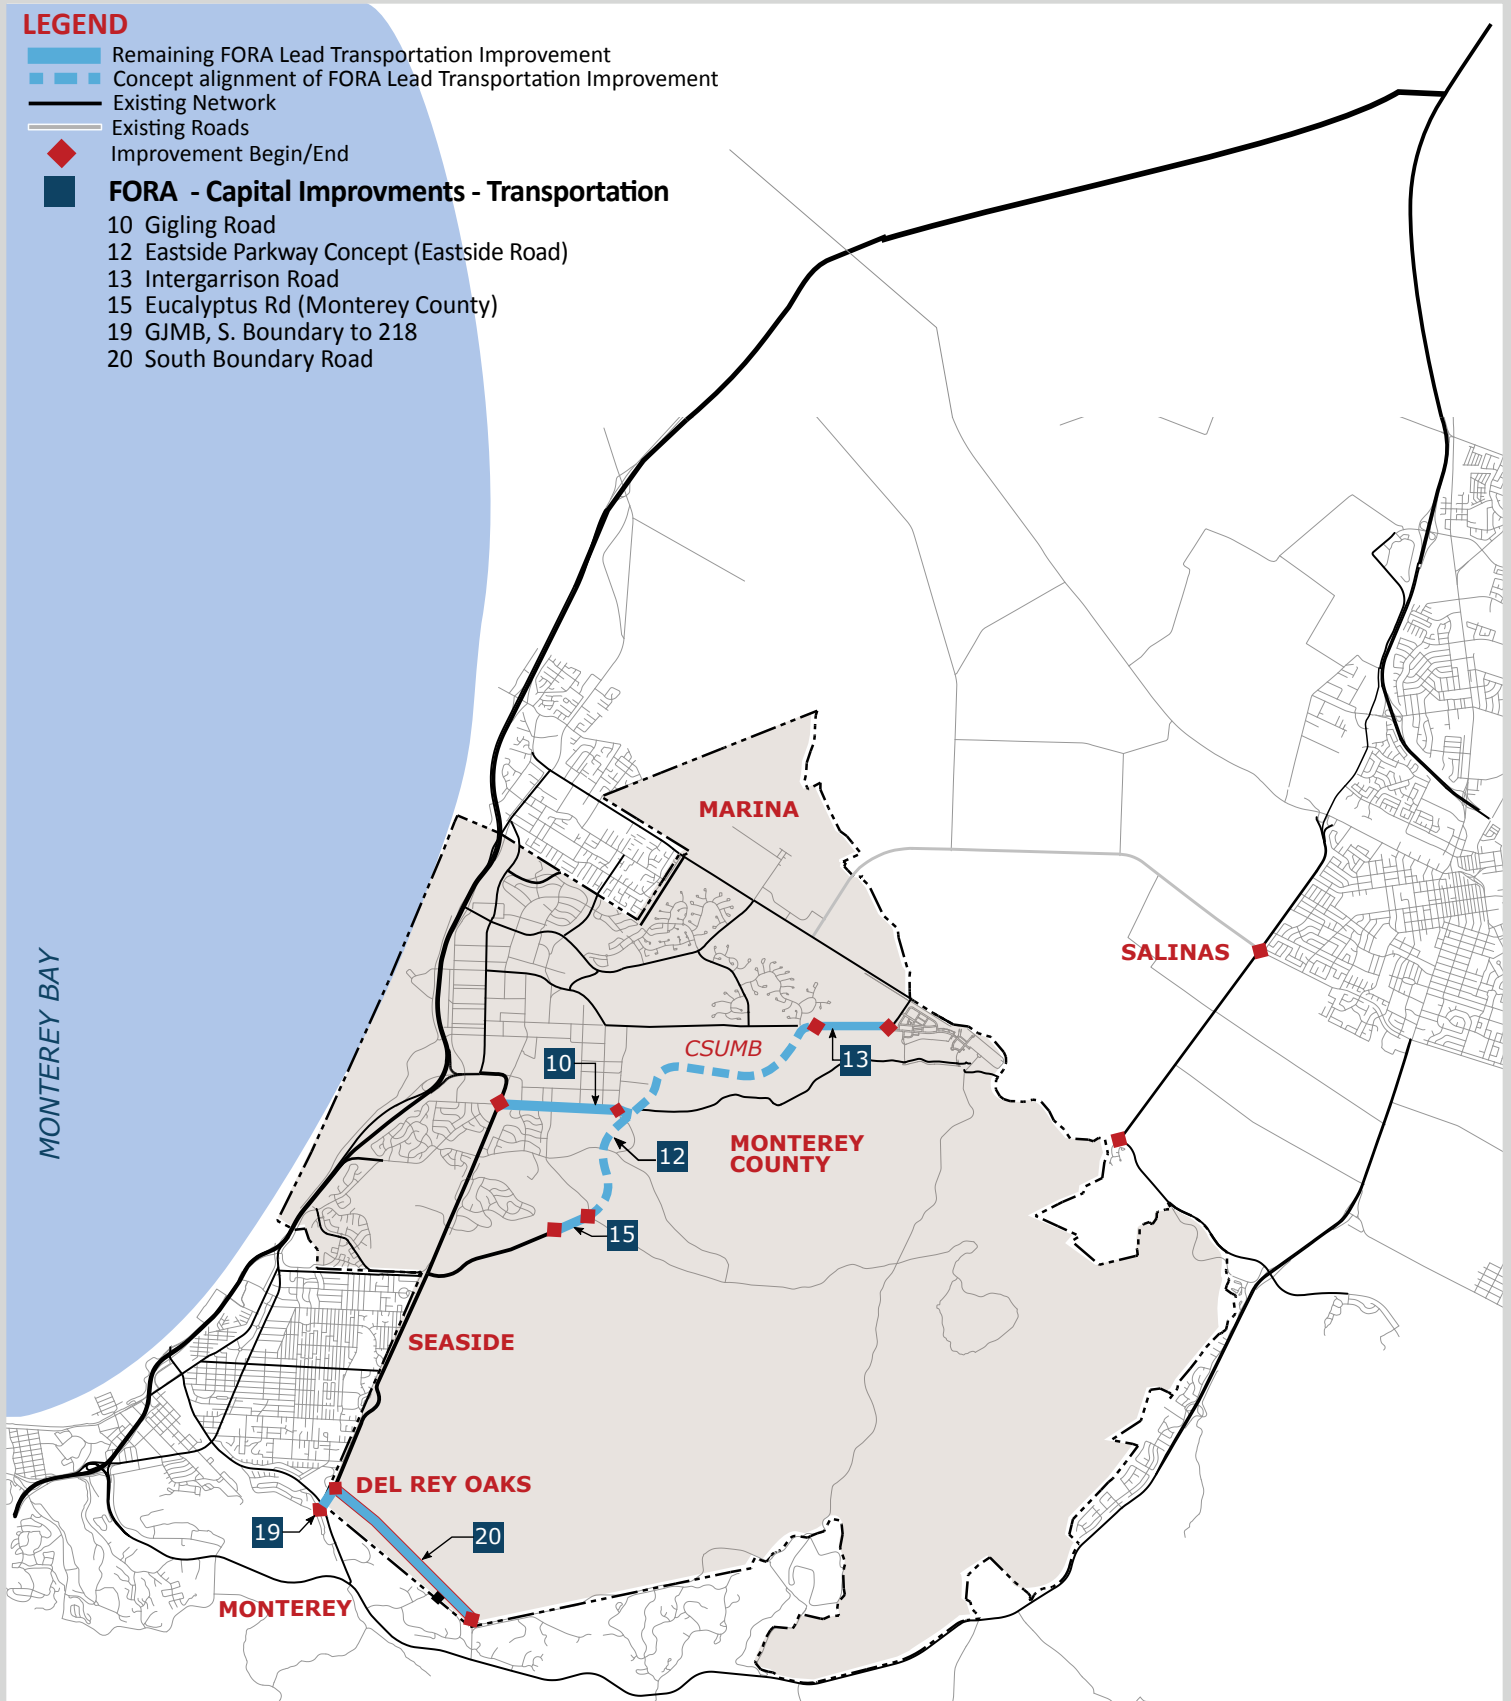 LEGEND
Remaining FORA Lead Transportation Improvement
Concept alignment of FORA Lead Transportation Improvement
Existing Network
Existing Roads
Improvement Begin/End
FORA - Capital Improvments - Transportation
10 Gigling Road
12 Eastside Parkway Concept (Eastside Road)
13 Intergarrison Road
15 Eucalyptus Rd (Monterey County)
19 GJMB, S. Boundary to 218
20 South Boundary Road
MARINA
SALINAS
MONTEREY BAY
CSUMB
10
13
MONTEREY
COUNTY
12
15
SEASIDE
DEL REY OAKS
19
20
MONTEREY